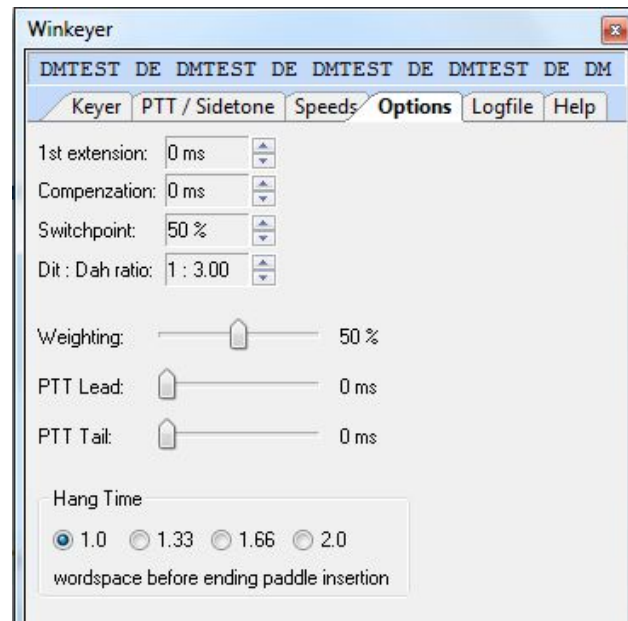 Winkeyer
DMTEST DE DMTEST DE DMTEST DE DMTEST DE DM
Keyer PTT / Sidetone Speeds Options Logfile Help
1st extension: 0 ms
Compenzation: 0 ms
Switchpoint: 50 %
Dit : Dah ratio: 1 : 3.00
Weighting: 50 %
PTT Lead: 0 ms
PTT Tail: 0 ms
Hang Time
1.0 1.33 1.66 2.0
wordspace before ending paddle insertion